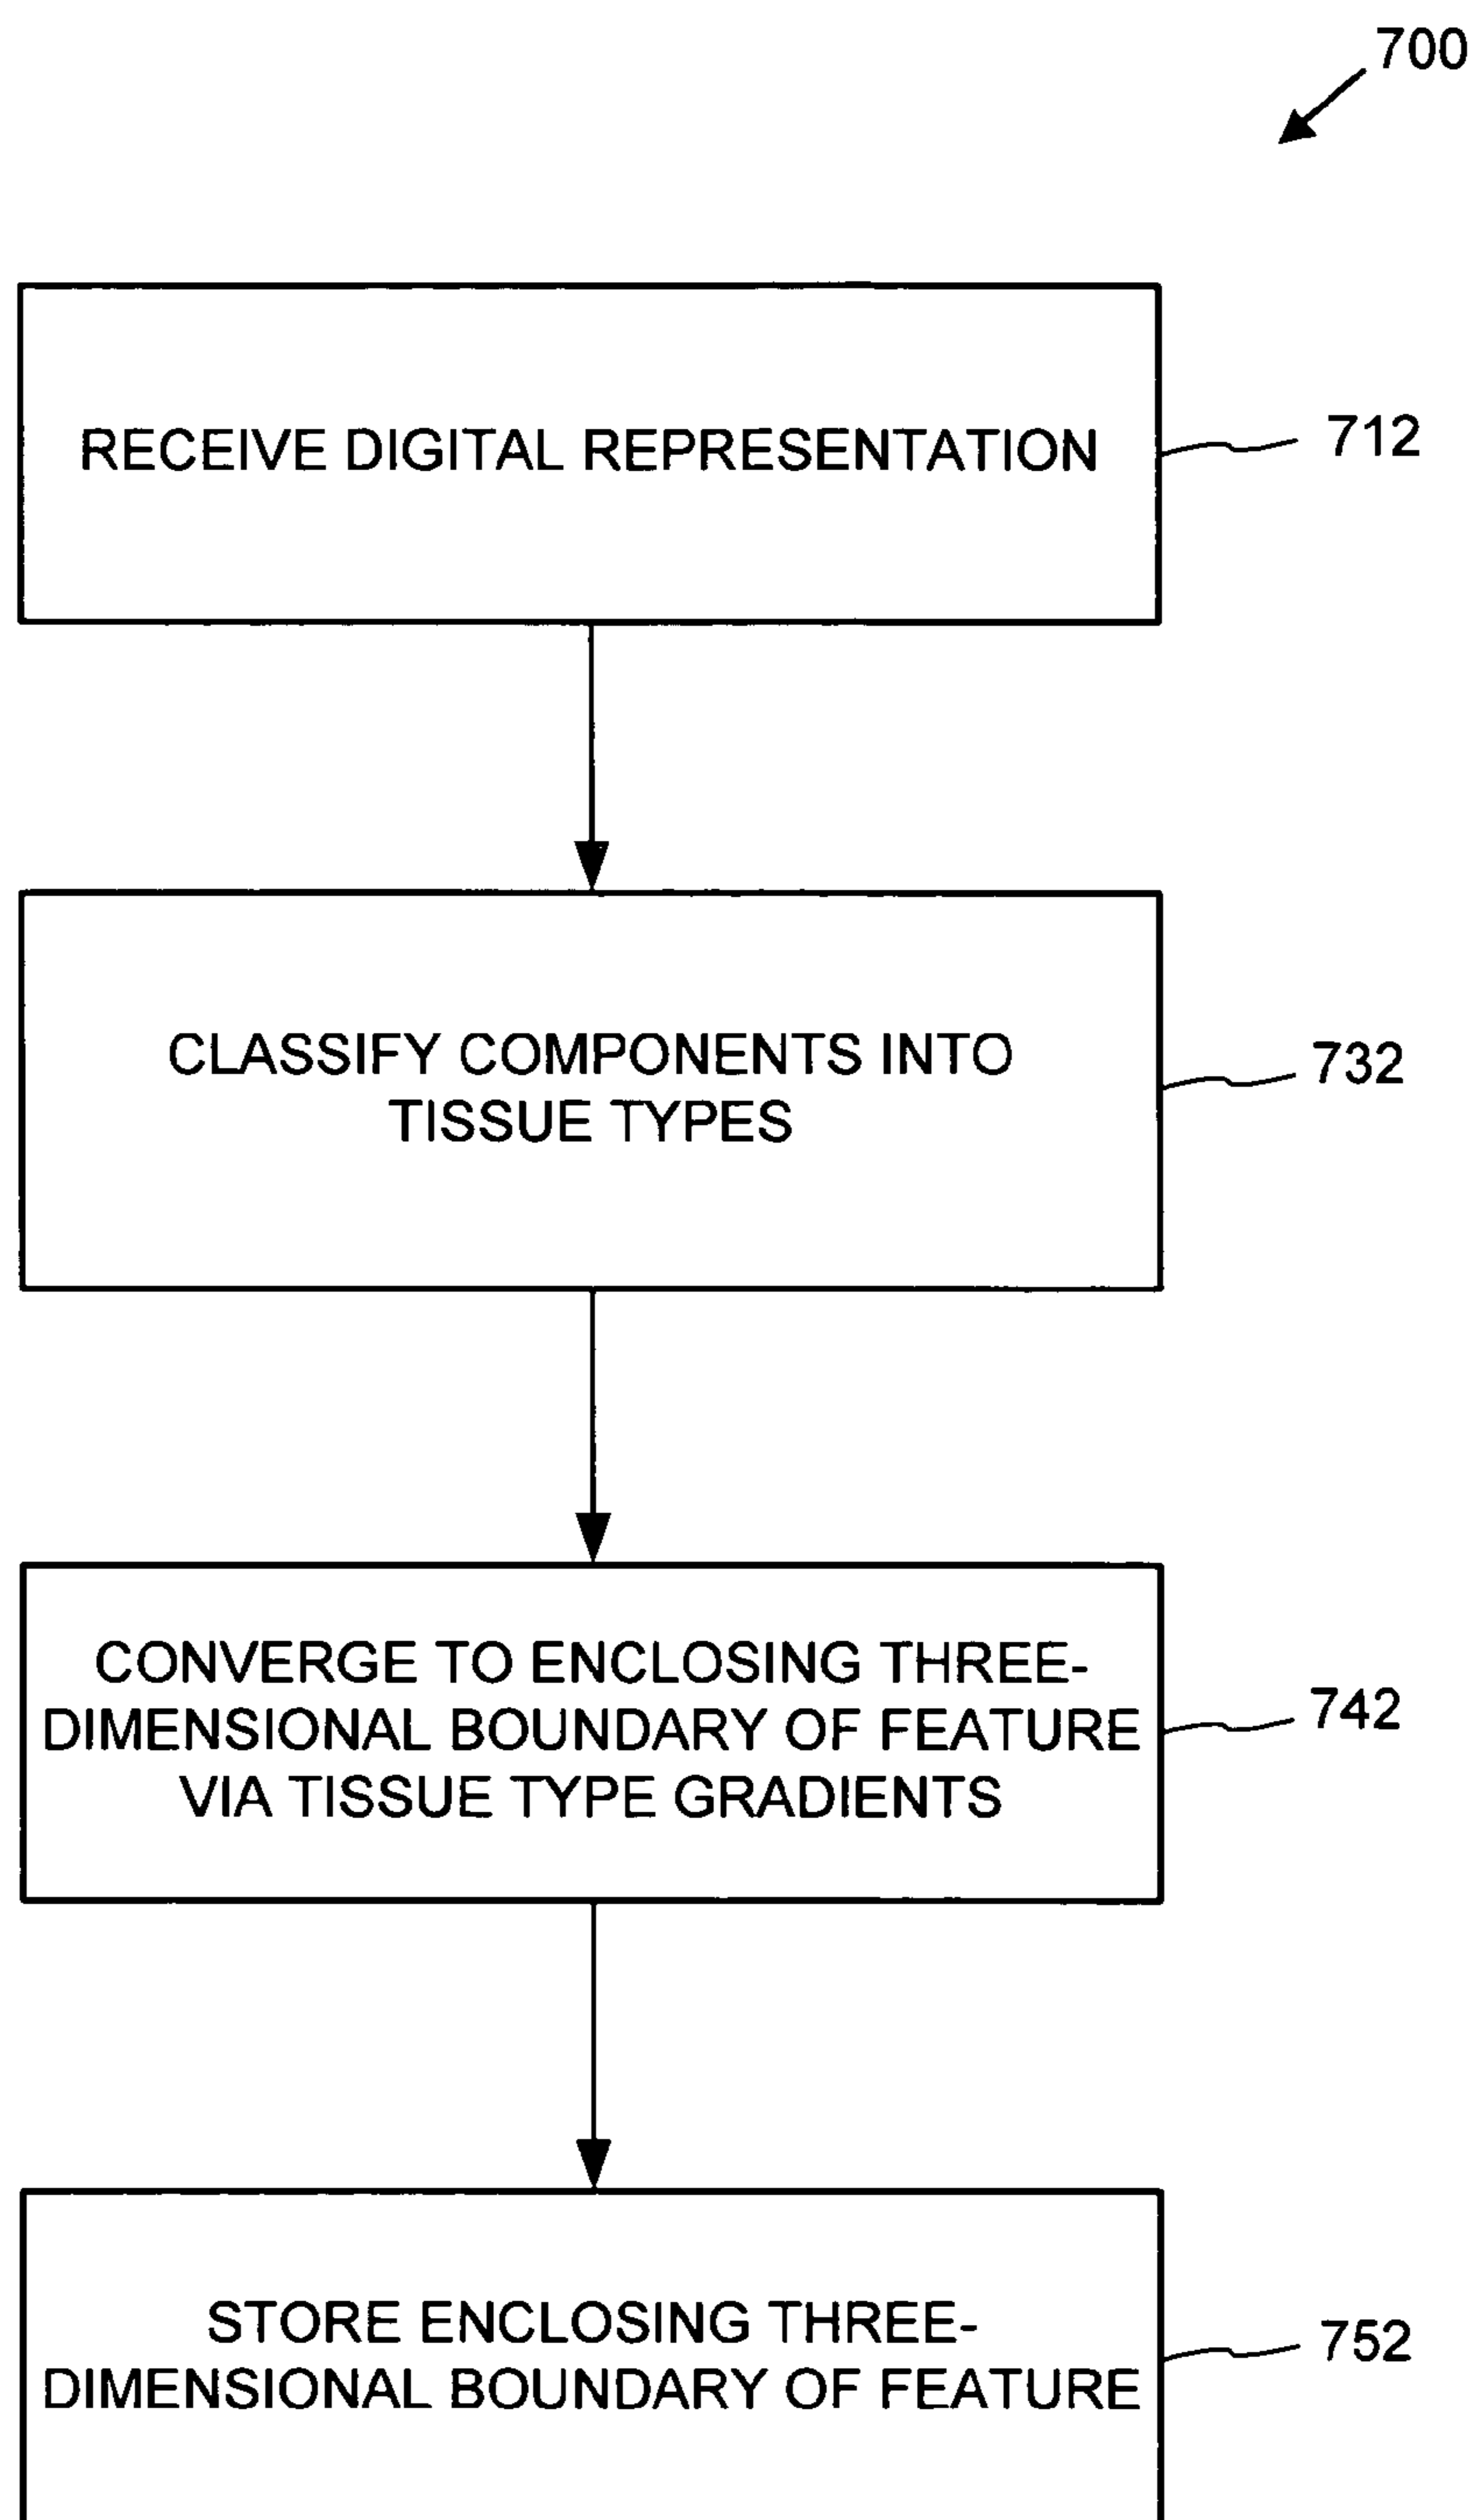 700
RECEIVE DIGITAL REPRESENTATION
712
CLASSIFY COMPONENTS INTO
TISSUE TYPES
732
CONVERGE TO ENCLOSING THREE-
DIMENSIONAL BOUNDARY OF FEATURE
VIA TISSUE TYPE GRADIENTS
742
STORE ENCLOSING THREE-
DIMENSIONAL BOUNDARY OF FEATURE
752